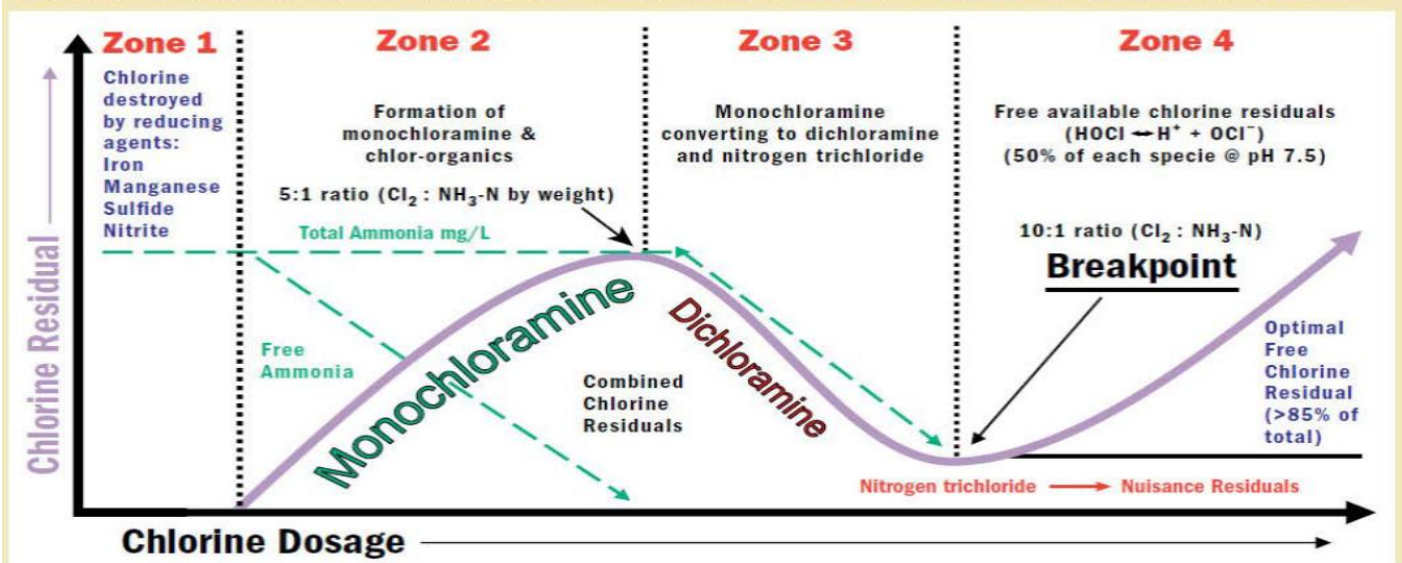 Zone 1
Chlorine
destroyed
by reducing
agents:
Iron
Manganese
Sulfide
Nitrite
Zone 2
Formation of
monochloramine &
chlor-organics
5:1 ratio (Cl₂ : NH₃-N by weight)
Total Ammonia mg/L
Zone 3
Monochloramine
converting to dichloramine
and nitrogen trichloride
Zone 4
Free available chlorine residuals
(HOCl ↔ H⁺ + OCl⁻)
(50% of each specie @ pH 7.5)
10:1 ratio (Cl₂ : NH₃-N)
Breakpoint
Chlorine Residual
Free
Ammonia
Monochloramine
Combined
Chlorine
Residuals
Dichloramine
Optimal
Free
Chlorine
Residual
(>85% of
total)
Nitrogen trichloride → Nuisance Residuals
Chlorine Dosage